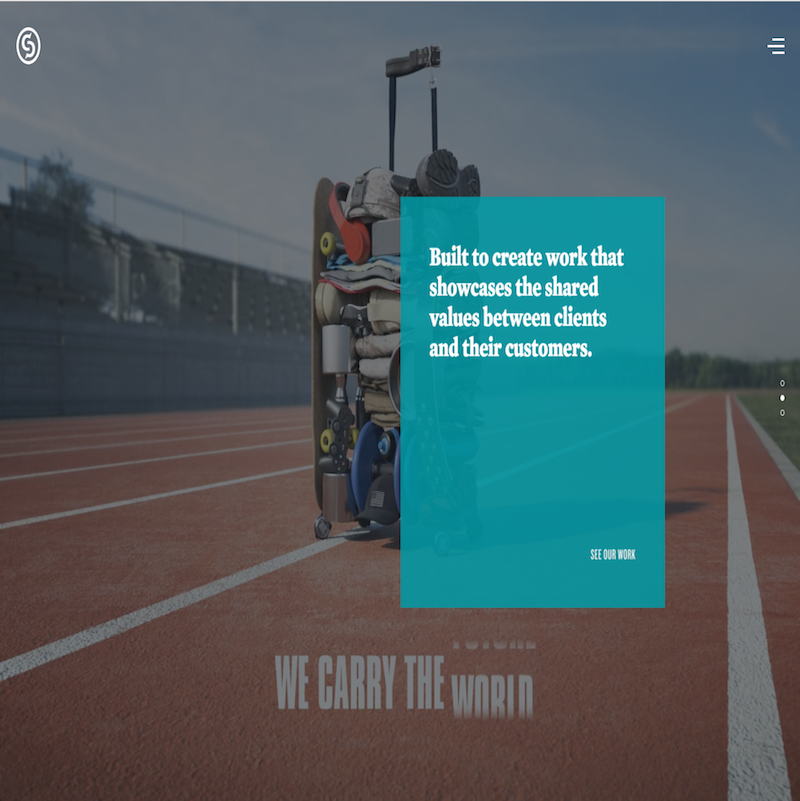 Built to create work that
showcases the shared
values between clients
and their customers.
SEE OUR WORK
WE CARRY THE WORLD